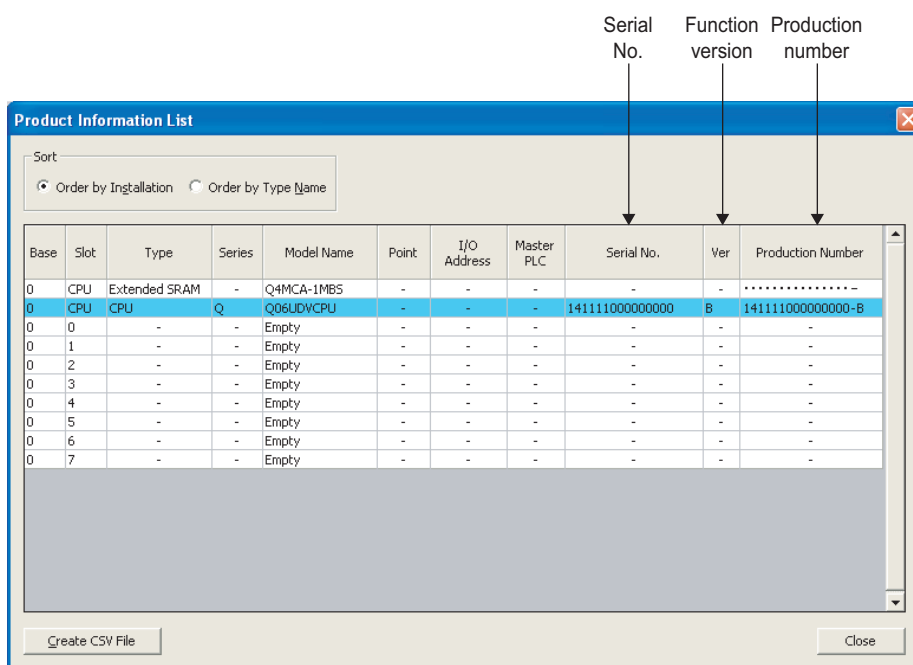 Serial No.
Function version
Production number
Product Information List
Sort
Order by Installation Order by Type Name
Base Slot Type Series Model Name Point I/O Address Master PLC Serial No. Ver Production Number
0 CPU Extended SRAM - Q4MCA-1MBS - - - - - ················-
0 CPU CPU Q Q06UDVCPU - - - 141111000000000 B 141111000000000-B
0 0 - - Empty - - - - - -
0 1 - - Empty - - - - - -
0 2 - - Empty - - - - - -
0 3 - - Empty - - - - - -
0 4 - - Empty - - - - - -
0 5 - - Empty - - - - - -
0 6 - - Empty - - - - - -
0 7 - - Empty - - - - - -
Create CSV File Close